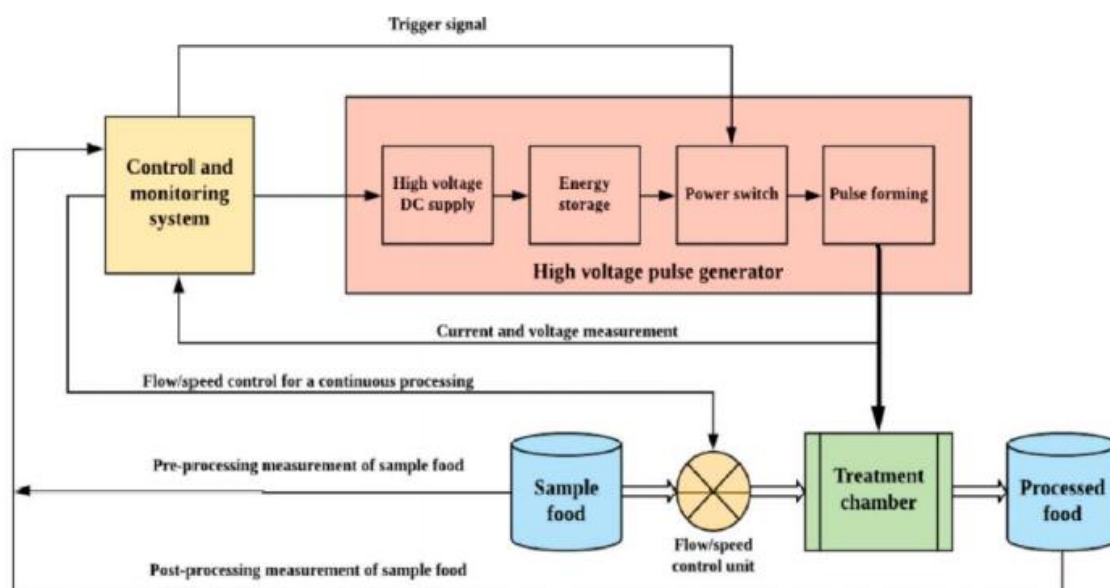 Trigger signal
Control and
monitoring
system
High voltage
DC supply
Energy
storage
Power switch
Pulse forming
High voltage pulse generator
Current and voltage measurement
Flow/speed control for a continuous processing
Pre-processing measurement of sample food
Sample
food
Flow/speed
control unit
Treatment
chamber
Processed
food
Post-processing measurement of sample food